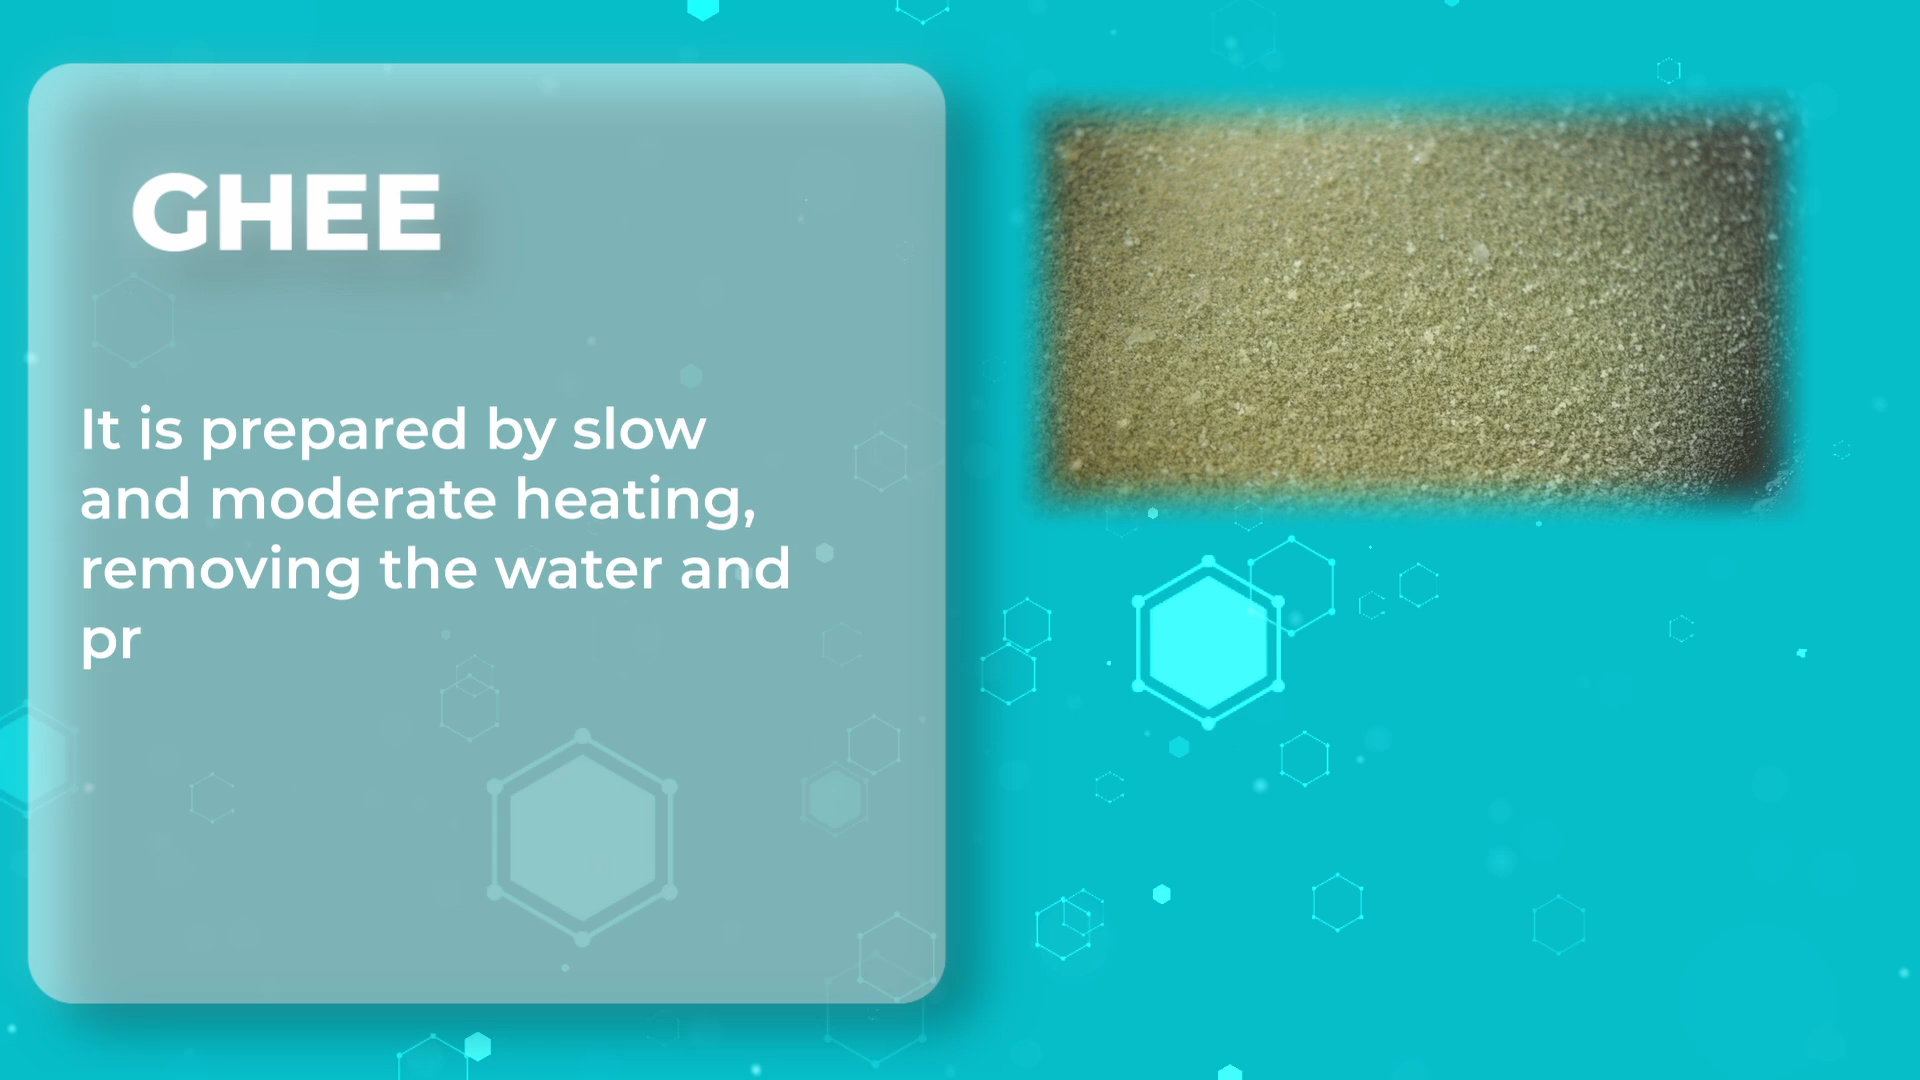 GHEE
It is prepared by slow
and moderate heating,
removing the water and
pr